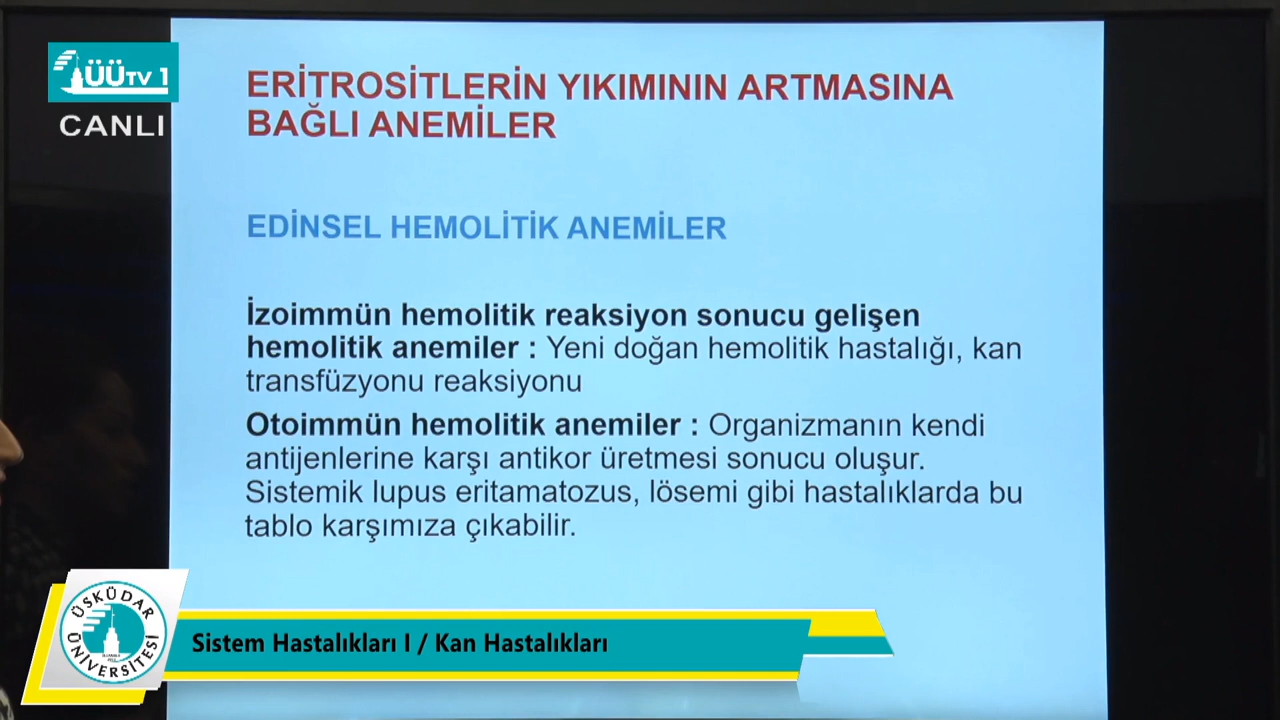 ÜÜTV 1
CANLI
ERİTROSİTLERİN YIKIMININ ARTMASINA
BAĞLI ANEMİLER
EDİNSEL HEMOLİTİK ANEMİLER
İzoimmün hemolitik reaksiyon sonucu gelişen
hemolitik anemiler : Yeni doğan hemolitik hastalığı, kan
transfüzyonu reaksiyonu
Otoimmün hemolitik anemiler : Organizmanın kendi
antijenlerine karşı antikor üretmesi sonucu oluşur.
Sistemik lupus eritamatozus, lösemi gibi hastalıklarda bu
tablo karşımıza çıkabilir.
ÜSKÜDAR
ÜNİVERSİTESİ
Sistem Hastalıkları I / Kan Hastalıkları